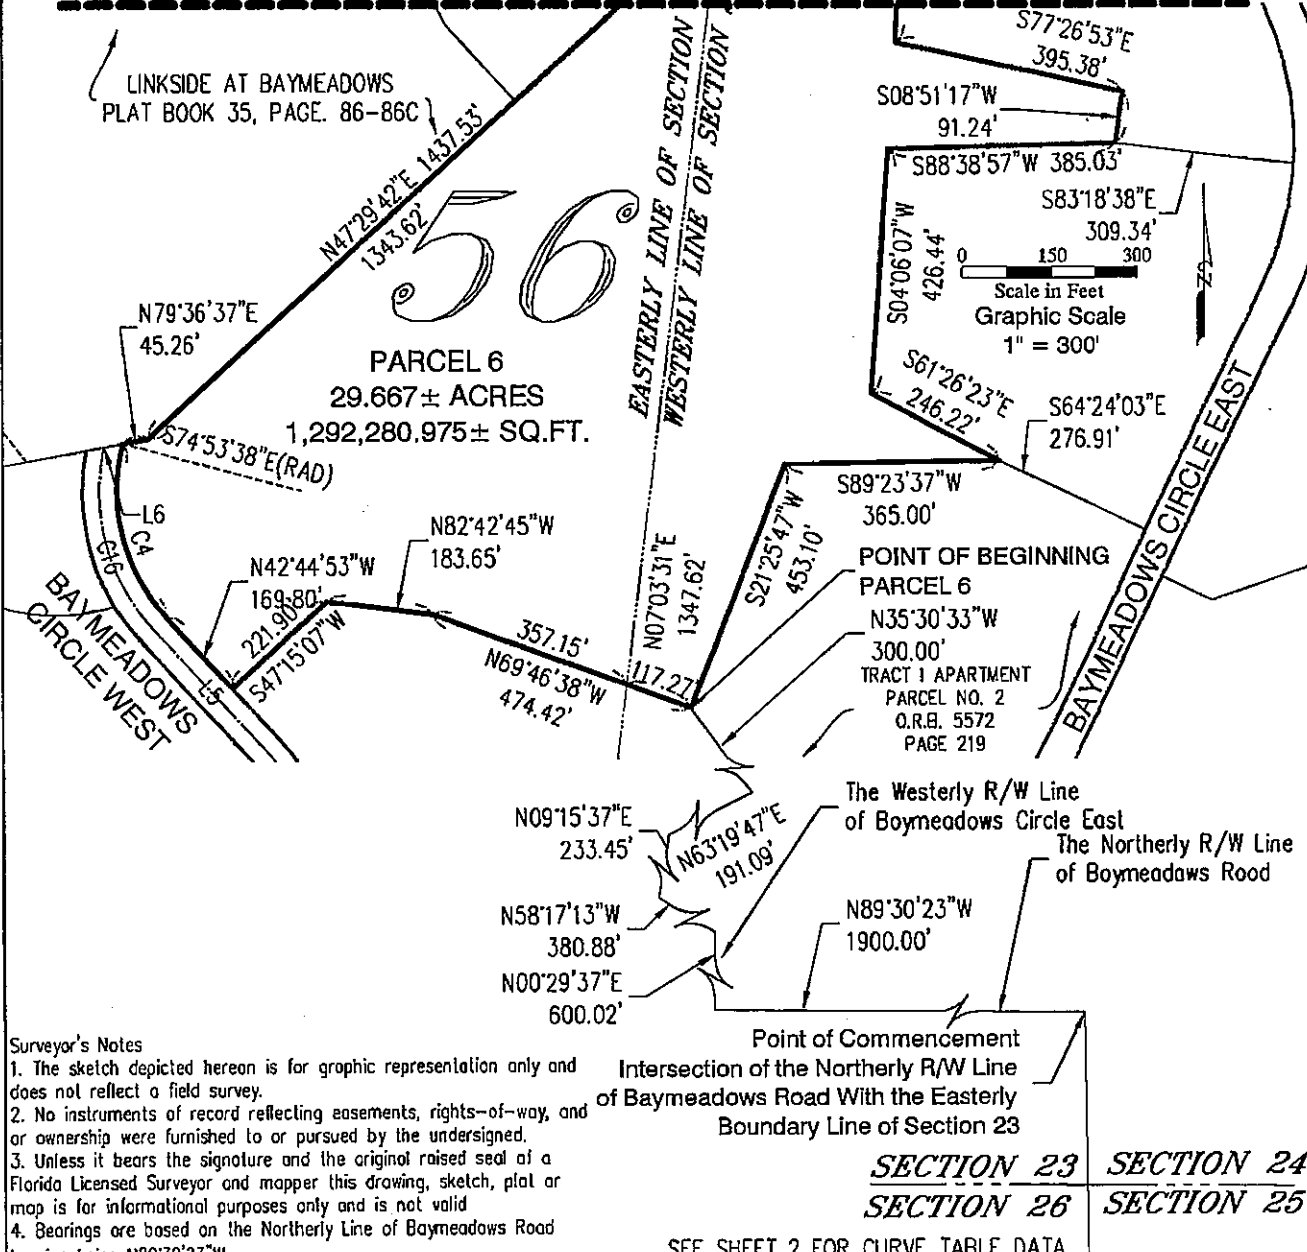 S77°26'53"E
395.38'
LINKSIDE AT BAYMEADOWS
PLAT BOOK 35, PAGE. 86-86C
S08°51'17"W
91.24'
N47°29'42"E 1437.53'
1343.62'
EASTERLY LINE OF SECTION
WESTERLY LINE OF SECTION
S88°38'57"W 385.03'
S83°18'38"E
309.34'
56
S04°06'07"W
426.44'
0 150 300
Scale in Feet
Graphic Scale
1" = 300'
N
N79°36'37"E
45.26'
PARCEL 6
29.667± ACRES
1,292,280.975± SQ.FT.
S61°26'23"E
246.22'
S64°24'03"E
276.91'
S74°53'38"E(RAD)
BAYMEADOWS CIRCLE EAST
S89°23'37"W
365.00'
L6
C4
C16
N82°42'45"W
183.65'
N07°03'31"E
1347.62'
S21°25'47"W
453.10'
POINT OF BEGINNING
PARCEL 6
N42°44'53"W
169.80'
221.90'
S47°15'07"W
BAYMEADOWS
CIRCLE WEST
L5
357.15'
N69°46'38"W
474.42'
117.27'
N35°30'33"W
300.00'
TRACT 1 APARTMENT
PARCEL NO. 2
O.R.B. 5572
PAGE 219
N09°15'37"E
233.45'
N63°19'47"E
191.09'
The Westerly R/W Line
of Boymeadows Circle East
The Northerly R/W Line
of Boymeadaws Rood
N58°17'13"W
380.88'
N89°30'23"W
1900.00'
N00°29'37"E
600.02'
Point of Commencement
Intersection of the Northerly R/W Line
of Baymeadows Road With the Easterly
Boundary Line of Section 23
Surveyor's Notes
1. The sketch depicted hereon is for graphic representation only and
does not reflect a field survey.
2. No instruments of record reflecting easements, rights-of-way, and
or ownership were furnished to or pursued by the undersigned.
3. Unless it bears the signature and the original raised seal of a
Florida Licensed Surveyor and mapper this drawing, sketch, plat or
map is for informational purposes only and is not valid
4. Bearings are based on the Northerly Line of Baymeadows Road
SECTION 23 SECTION 24
SECTION 26 SECTION 25
SEE SHEET 2 FOR CURVE TABLE DATA